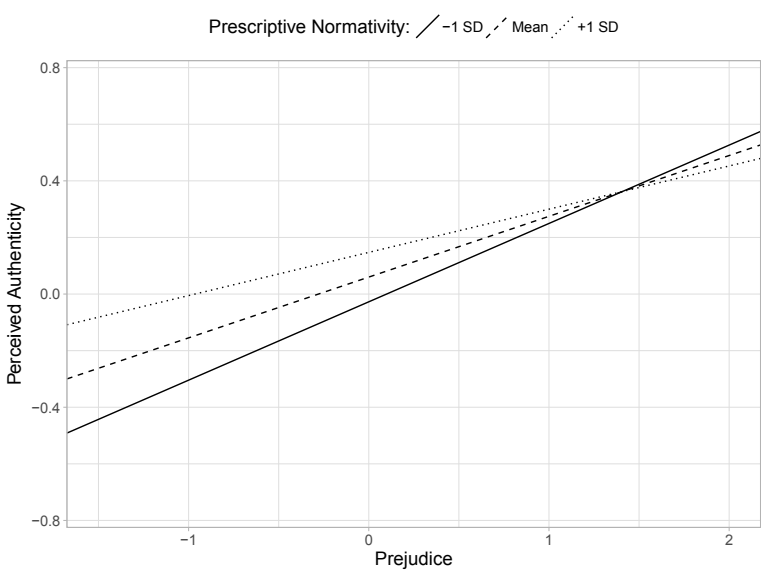 Prescriptive Normativity: −1 SD Mean +1 SD
0.8
0.4
0.0
−0.4
−0.8
Perceived Authenticity
−1 0 1 2
Prejudice